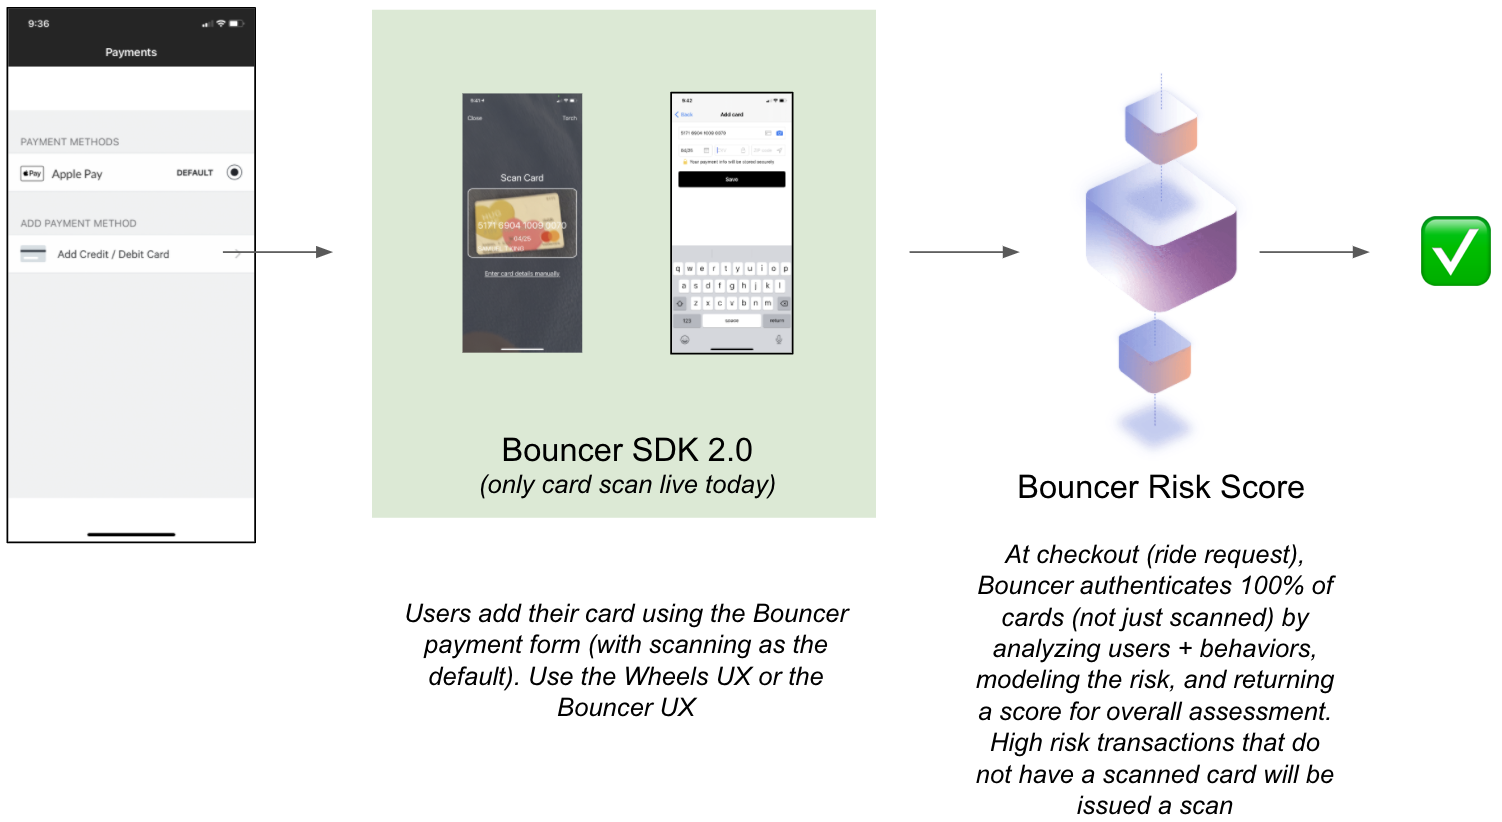 9:36
Payments
PAYMENT METHODS
Pay Apple Pay DEFAULT
ADD PAYMENT METHOD
Add Credit / Debit Card
9:41
Close Torch
Scan Card
5171 6904 1009 0070
04/25
Enter card details manually
9:42
Back Add card
5171 6904 1009 0070
04/25
Your payment info will be stored securely
Save
q w e r t y u i o p
a s d f g h j k l
z x c v b n m
123 space return
Bouncer SDK 2.0
(only card scan live today)
Users add their card using the Bouncer
payment form (with scanning as the
default). Use the Wheels UX or the
Bouncer UX
Bouncer Risk Score
At checkout (ride request),
Bouncer authenticates 100% of
cards (not just scanned) by
analyzing users + behaviors,
modeling the risk, and returning
a score for overall assessment.
High risk transactions that do
not have a scanned card will be
issued a scan